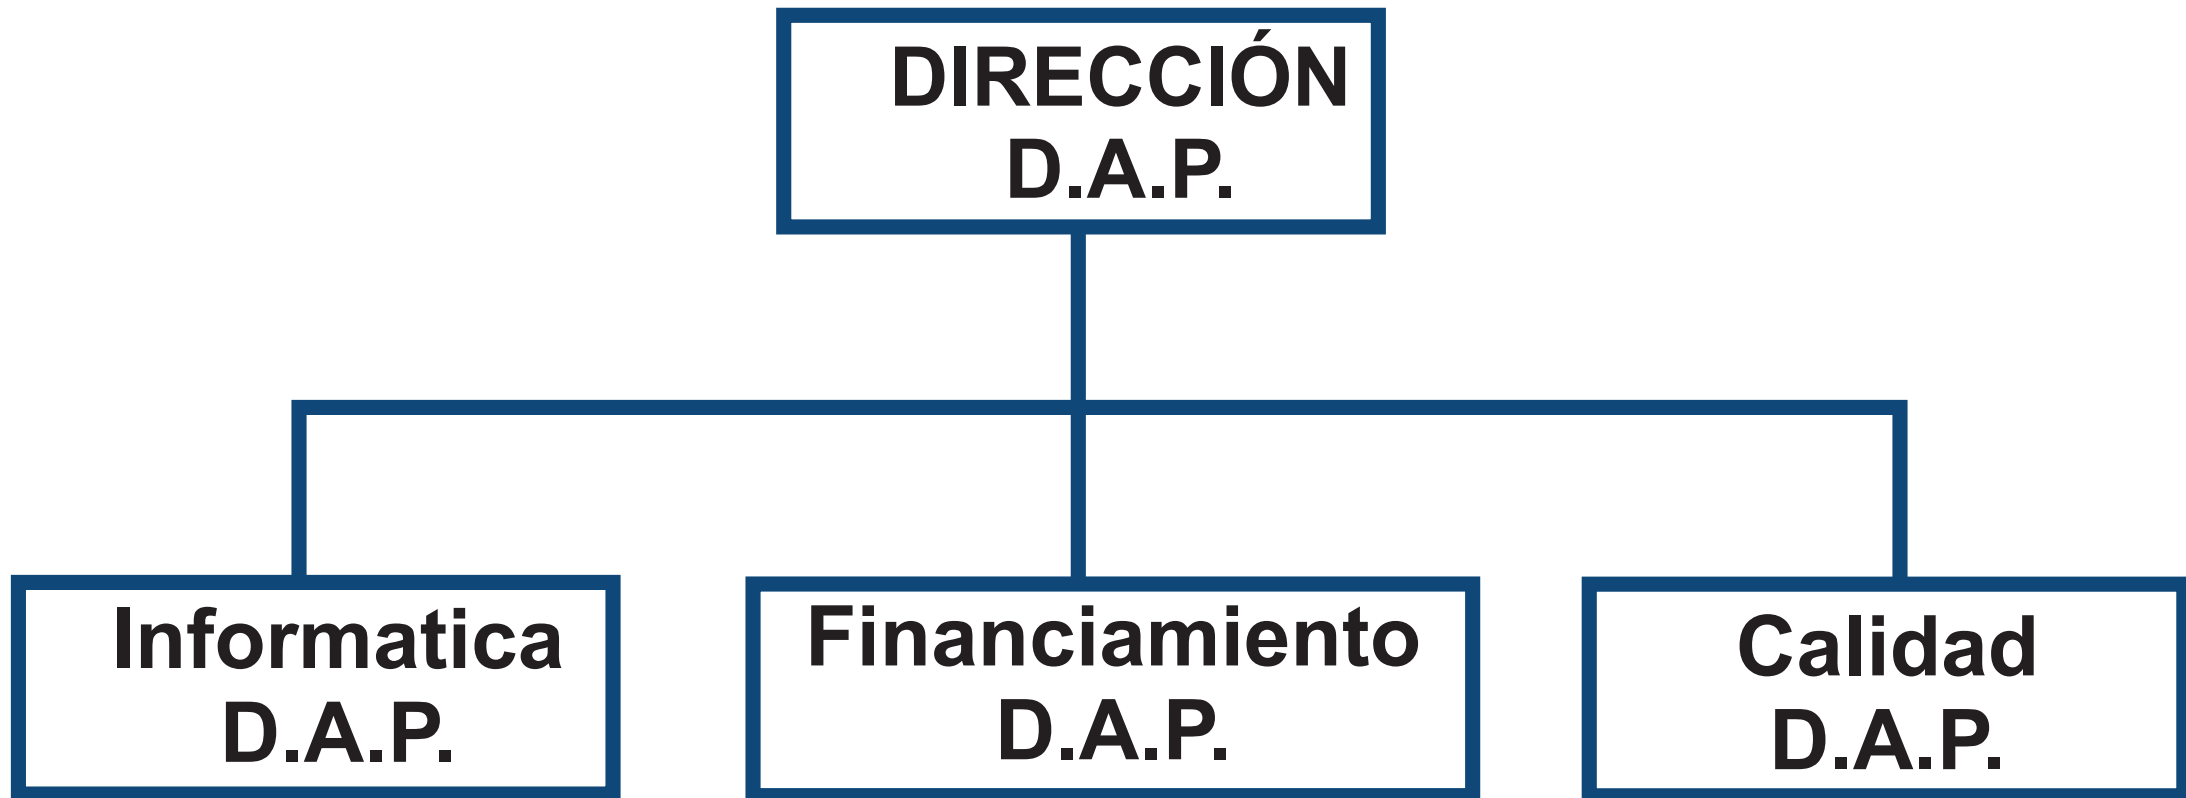 DIRECCIÓN
D.A.P.
Informatica
D.A.P.
Financiamiento
D.A.P.
Calidad
D.A.P.